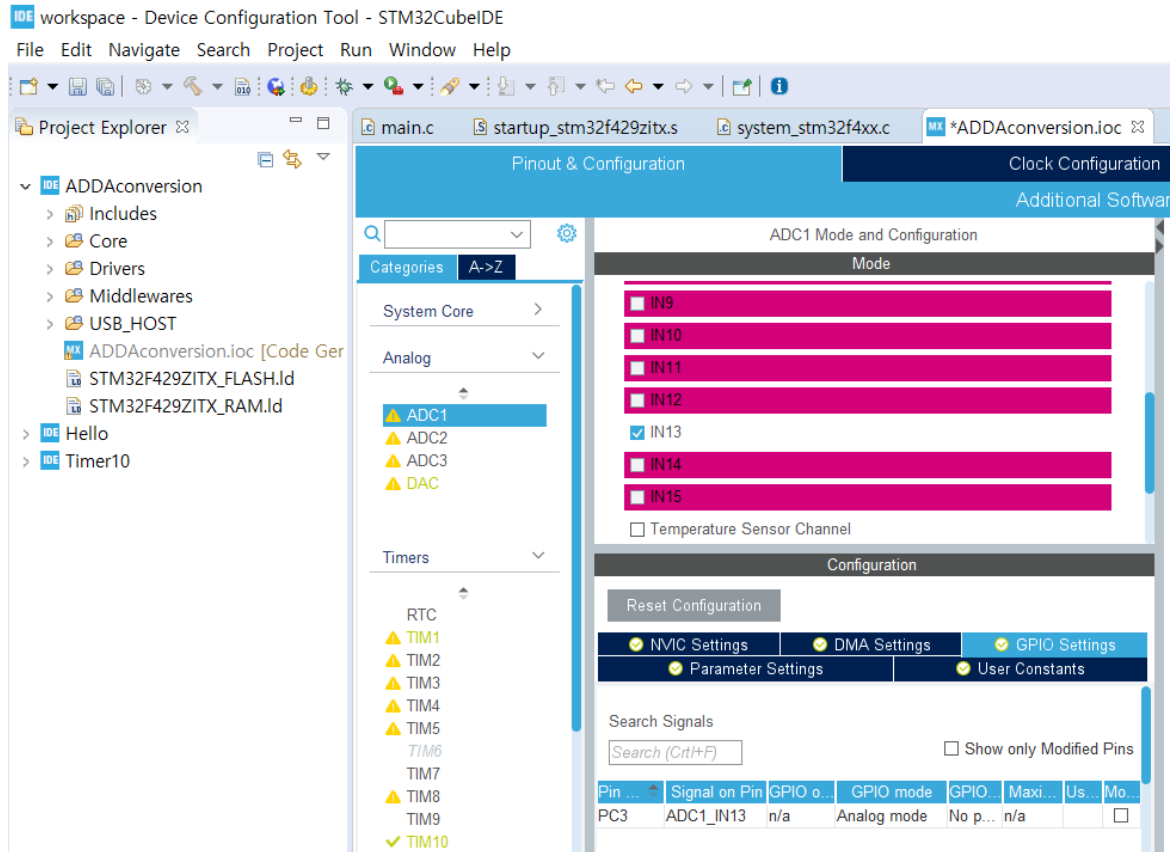 IDE workspace - Device Configuration Tool - STM32CubeIDE
File Edit Navigate Search Project Run Window Help
Project Explorer
main.c
startup_stm32f429zitx.s
system_stm32f4xx.c
MX *ADDAconversion.ioc
IDE ADDAconversion
Includes
Core
Drivers
Middlewares
USB_HOST
MX ADDAconversion.ioc [Code Ger
STM32F429ZITX_FLASH.ld
STM32F429ZITX_RAM.ld
IDE Hello
IDE Timer10
Pinout & Configuration
Clock Configuration
Additional Softwar
Categories
A->Z
System Core
Analog
ADC1
ADC2
ADC3
DAC
Timers
RTC
TIM1
TIM2
TIM3
TIM4
TIM5
TIM6
TIM7
TIM8
TIM9
TIM10
ADC1 Mode and Configuration
Mode
IN9
IN10
IN11
IN12
IN13
IN14
IN15
Temperature Sensor Channel
Configuration
Reset Configuration
NVIC Settings
DMA Settings
GPIO Settings
Parameter Settings
User Constants
Search Signals
Search (Crtl+F)
Show only Modified Pins
Pin ... Signal on Pin GPIO o... GPIO mode GPIO... Maxi... Us... Mo...
PC3 ADC1_IN13 n/a Analog mode No p... n/a